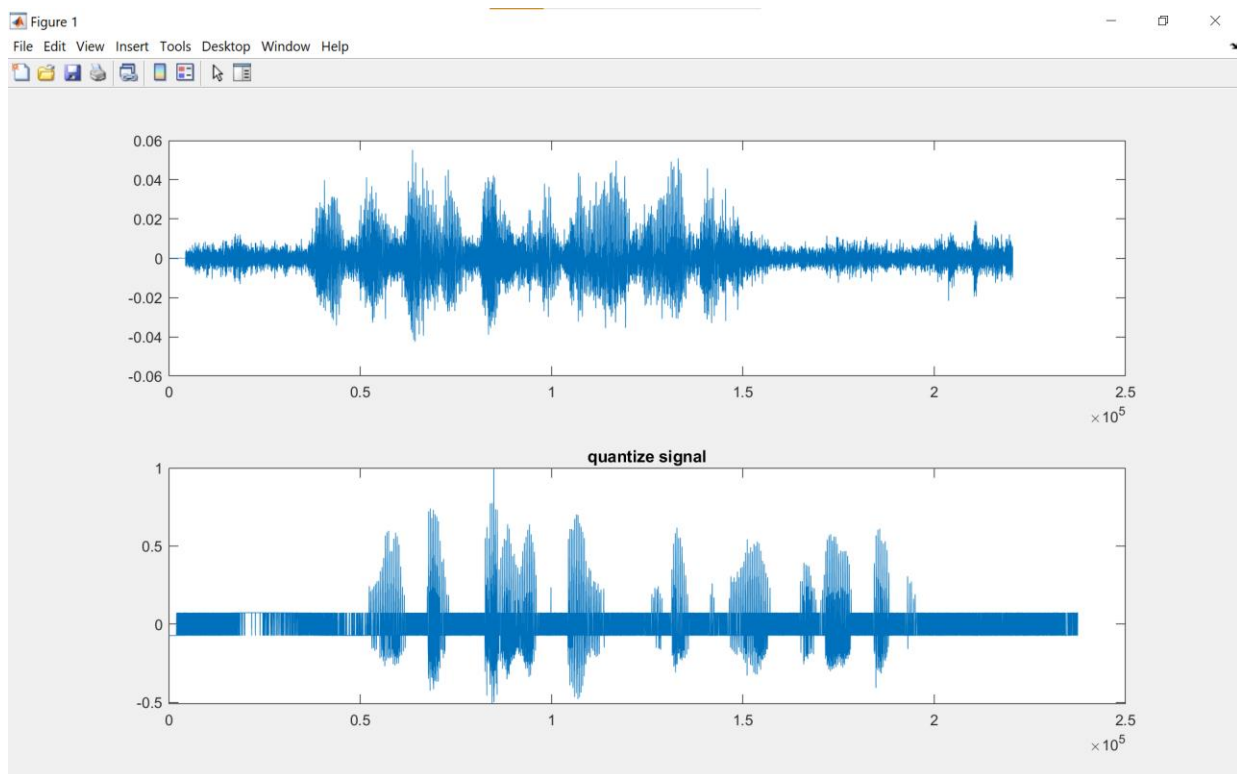 Figure 1
File Edit View Insert Tools Desktop Window Help
0.06
0.04
0.02
0
-0.02
-0.04
-0.06
0 0.5 1 1.5 2 2.5
×10^5
quantize signal
1
0.5
0
-0.5
0 0.5 1 1.5 2 2.5
×10^5